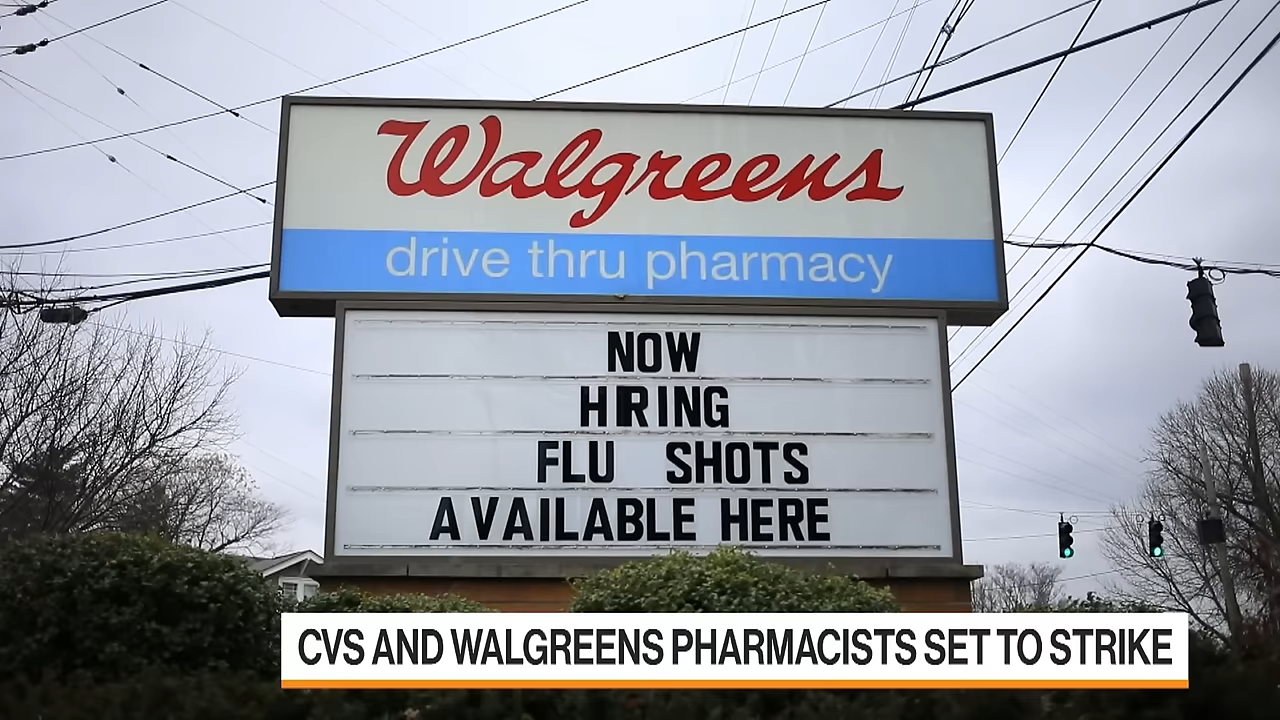 Walgreens
drive thru pharmacy
NOW
HIRING
FLU SHOTS
AVAILABLE HERE
CVS AND WALGREENS PHARMACISTS SET TO STRIKE